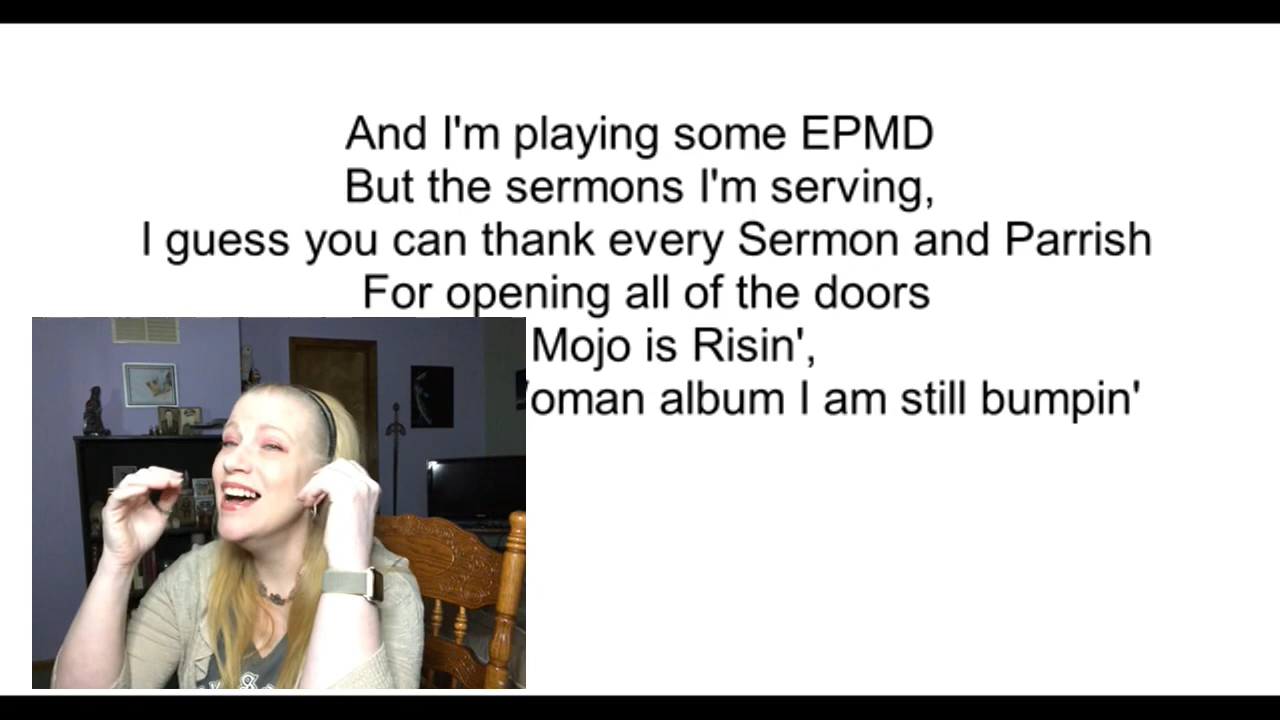 And I'm playing some EPMD
But the sermons I'm serving,
I guess you can thank every Sermon and Parrish
For opening all of the doors
Mojo is Risin',
album I am still bumpin'